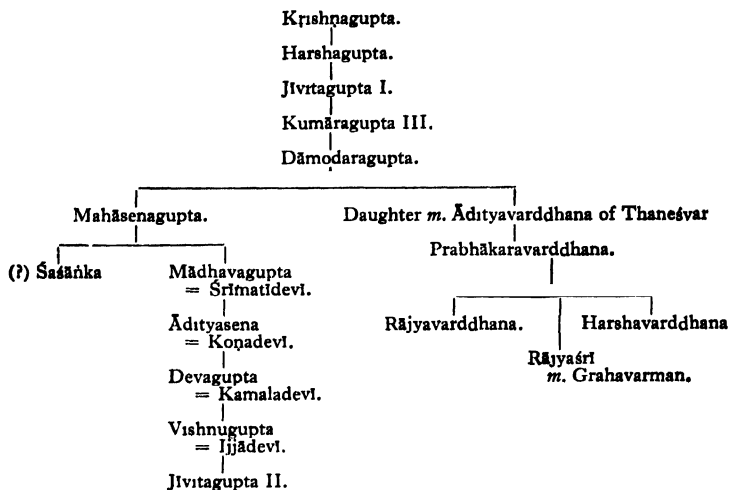 Kṛishṇagupta.
Harshagupta.
Jīvitagupta I.
Kumāragupta III.
Dāmodaragupta.
Mahāsenagupta.
Daughter m. Ādityavarddhana of Thaneśvar
Prabhākaravarddhana.
(?) Śaśāṅka
Mādhavagupta
= Śrīmatīdevī.
Ādityasena
= Koṇadevī.
Devagupta
= Kamaladevī.
Vishnugupta
= Ijjādevī.
Jīvitagupta II.
Rājyavarddhana.
Harshavarddhana
Rājyaśrī
m. Grahavarman.